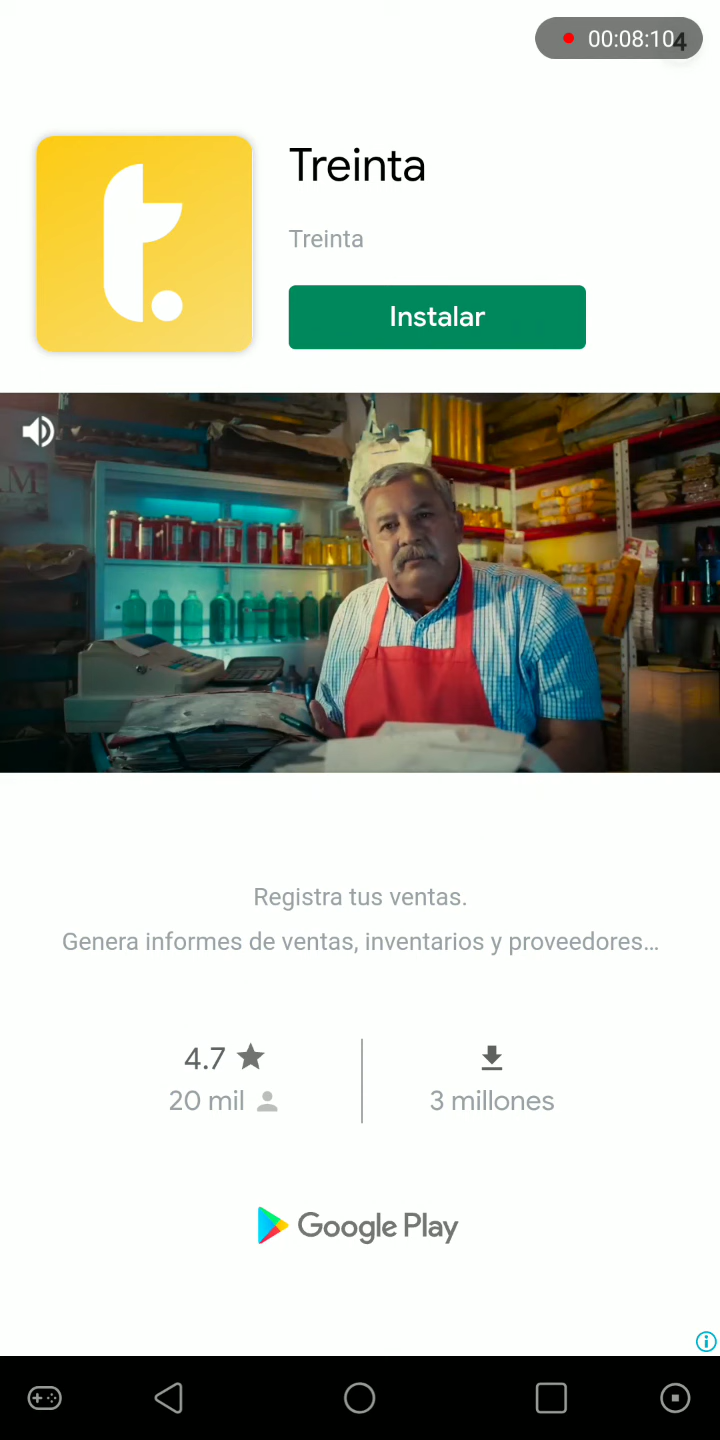 00:08:10
4
Treinta
Treinta
Instalar
t.
M
Registra tus ventas.
Genera informes de ventas, inventarios y proveedores...
4.7
20 mil
3 millones
Google Play